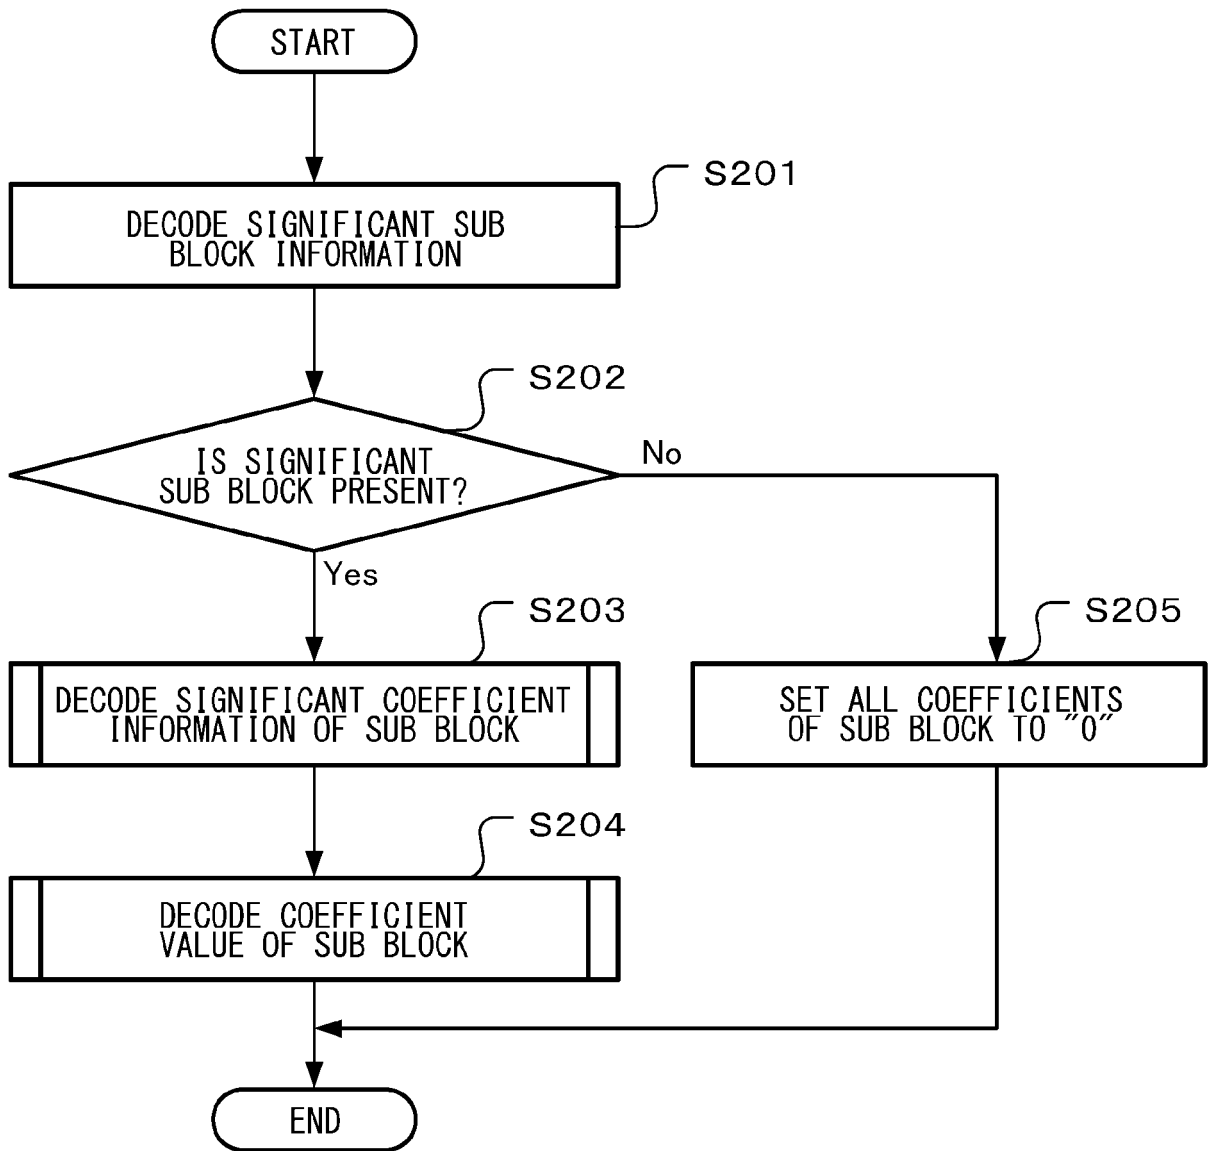 START
S201
DECODE SIGNIFICANT SUB
BLOCK INFORMATION
S202
IS SIGNIFICANT
SUB BLOCK PRESENT?
No
Yes
S203
DECODE SIGNIFICANT COEFFICIENT
INFORMATION OF SUB BLOCK
S205
SET ALL COEFFICIENTS
OF SUB BLOCK TO "0"
S204
DECODE COEFFICIENT
VALUE OF SUB BLOCK
END